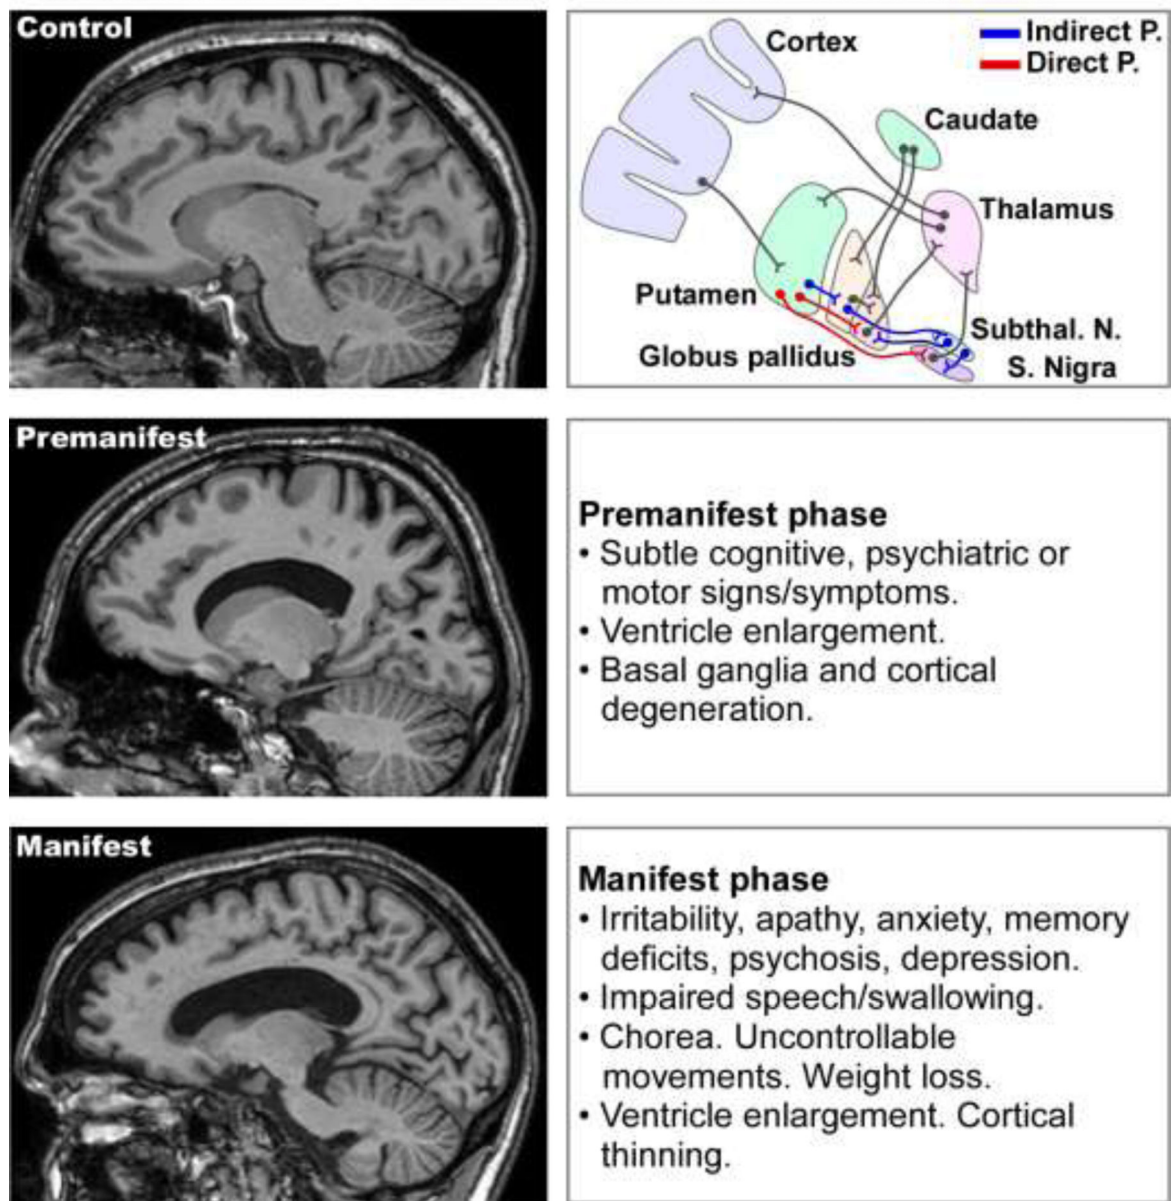 Control
Cortex
Indirect P.
Direct P.
Caudate
Thalamus
Putamen
Globus pallidus
Subthal. N.
S. Nigra
Premanifest
Premanifest phase
• Subtle cognitive, psychiatric or
motor signs/symptoms.
• Ventricle enlargement.
• Basal ganglia and cortical
degeneration.
Manifest
Manifest phase
• Irritability, apathy, anxiety, memory
deficits, psychosis, depression.
• Impaired speech/swallowing.
• Chorea. Uncontrollable
movements. Weight loss.
• Ventricle enlargement. Cortical
thinning.